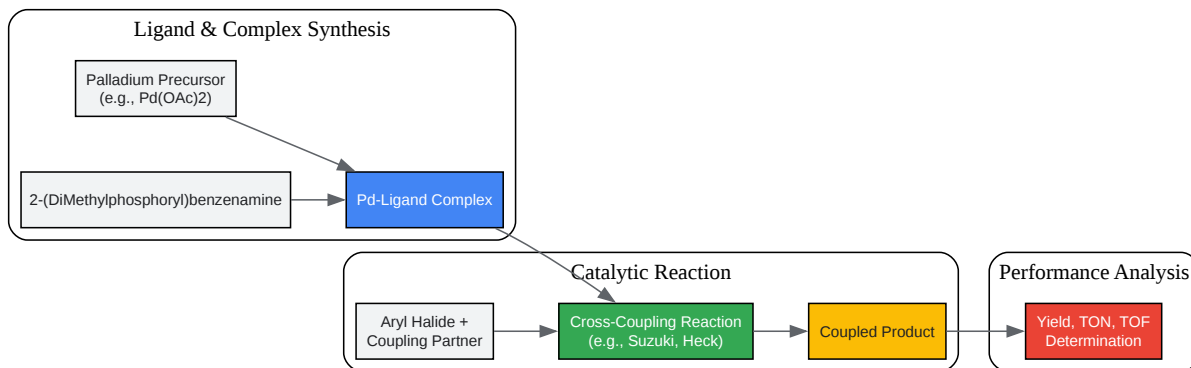 Ligand & Complex Synthesis
Palladium Precursor
(e.g., Pd(OAc)2)
2-(DiMethylphosphoryl)benzenamine
Pd-Ligand Complex
Catalytic Reaction
Aryl Halide +
Coupling Partner
Cross-Coupling Reaction
(e.g., Suzuki, Heck)
Coupled Product
Performance Analysis
Yield, TON, TOF
Determination